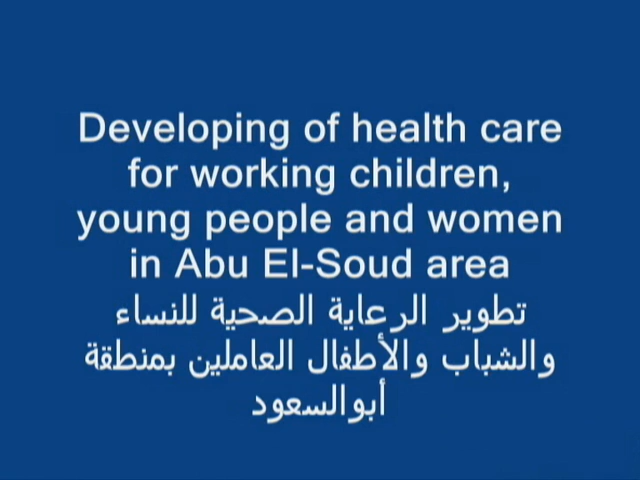 Developing of health care
for working children,
young people and women
in Abu El-Soud area
تطوير الرعاية الصحية للنساء
والشباب والأطفال العاملين بمنطقة
أبوالسعود